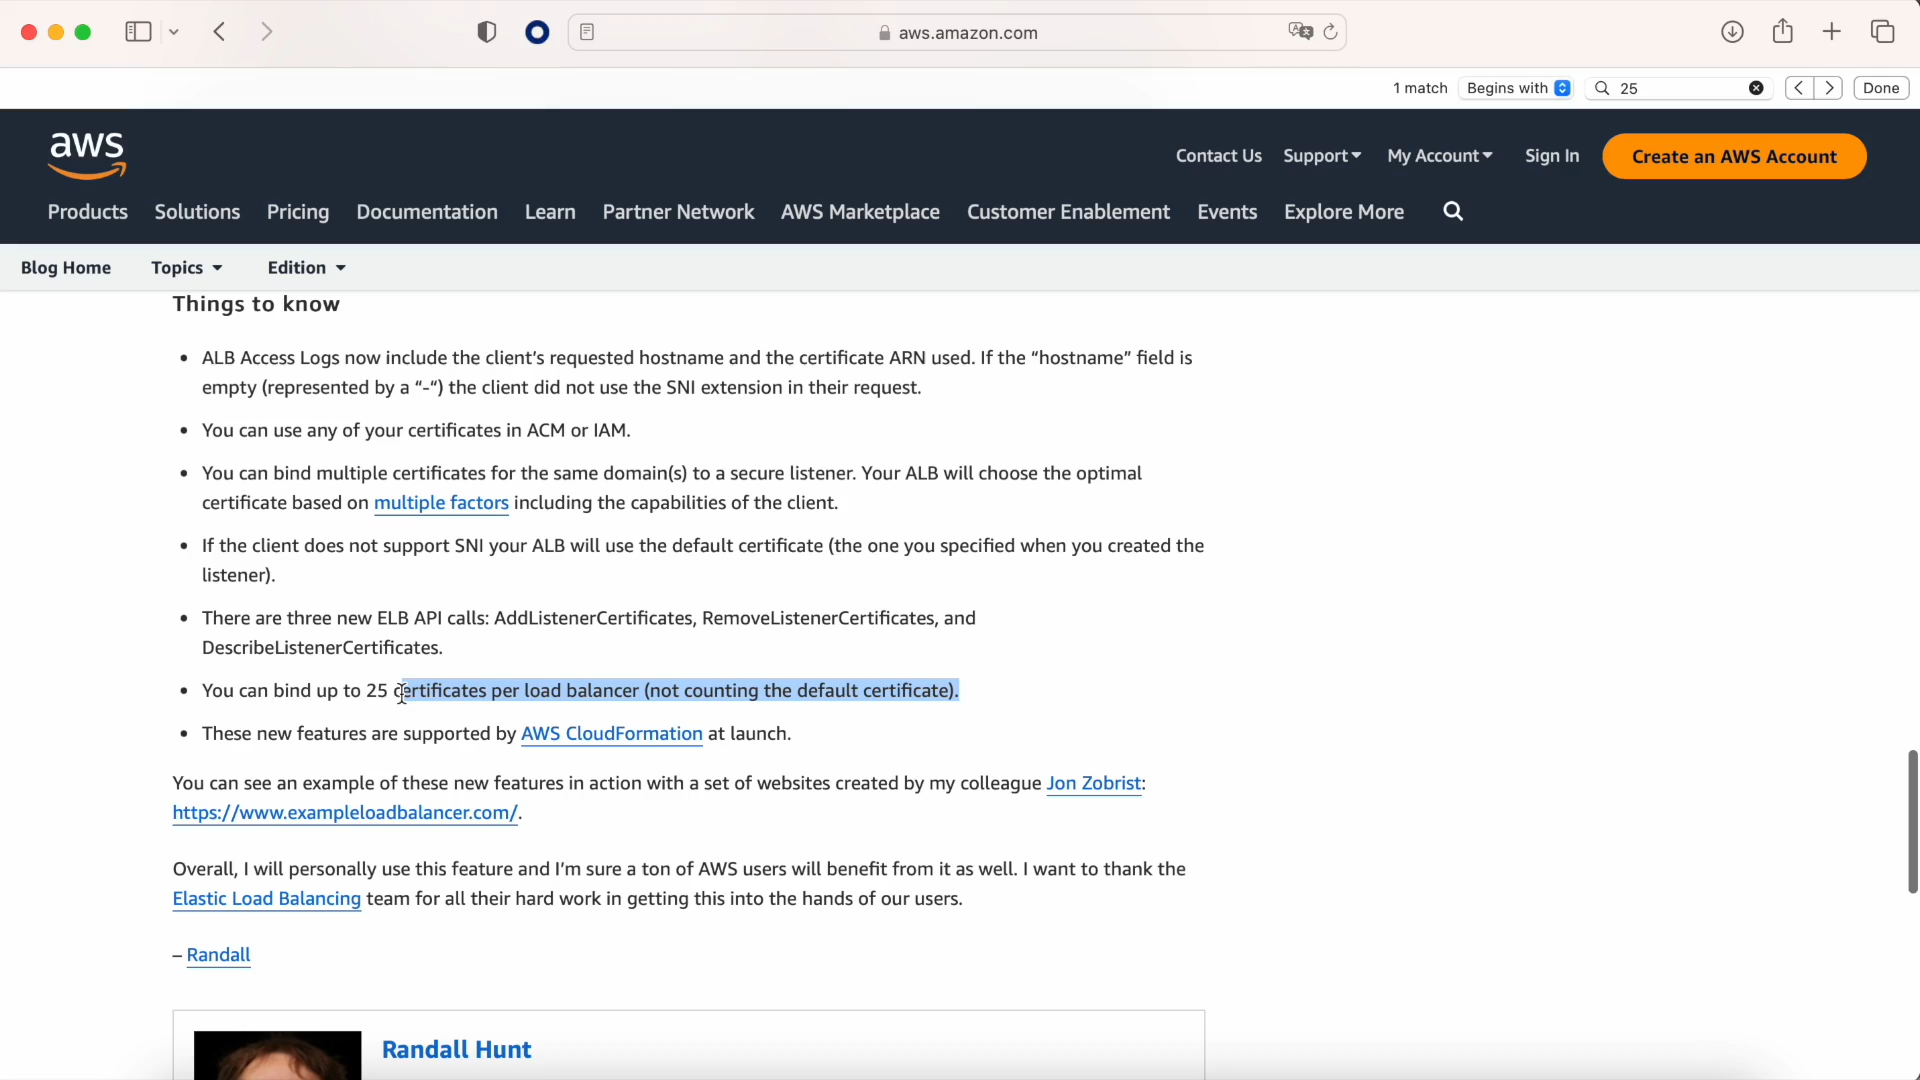 aws.amazon.com
1 match Begins with 25 Done
aws
Contact Us Support My Account Sign In Create an AWS Account
Products Solutions Pricing Documentation Learn Partner Network AWS Marketplace Customer Enablement Events Explore More
Blog Home Topics Edition
Things to know
• ALB Access Logs now include the client’s requested hostname and the certificate ARN used. If the “hostname” field is
empty (represented by a “-“) the client did not use the SNI extension in their request.
• You can use any of your certificates in ACM or IAM.
• You can bind multiple certificates for the same domain(s) to a secure listener. Your ALB will choose the optimal
certificate based on multiple factors including the capabilities of the client.
• If the client does not support SNI your ALB will use the default certificate (the one you specified when you created the
listener).
• There are three new ELB API calls: AddListenerCertificates, RemoveListenerCertificates, and
DescribeListenerCertificates.
• You can bind up to 25 certificates per load balancer (not counting the default certificate).
• These new features are supported by AWS CloudFormation at launch.
You can see an example of these new features in action with a set of websites created by my colleague Jon Zobrist:
https://www.exampleloadbalancer.com/.
Overall, I will personally use this feature and I’m sure a ton of AWS users will benefit from it as well. I want to thank the
Elastic Load Balancing team for all their hard work in getting this into the hands of our users.
– Randall
Randall Hunt